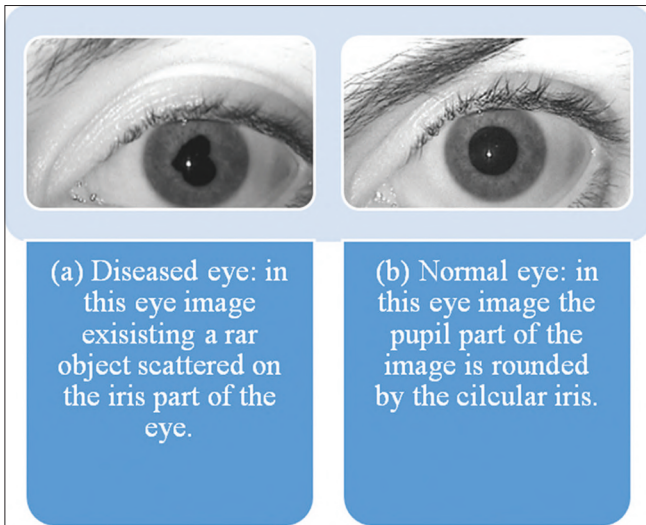 (a) Diseased eye: in
this eye image
exisisting a rar
object scattered on
the iris part of the
eye.
(b) Normal eye: in
this eye image the
pupil part of the
image is rounded
by the cilcular iris.